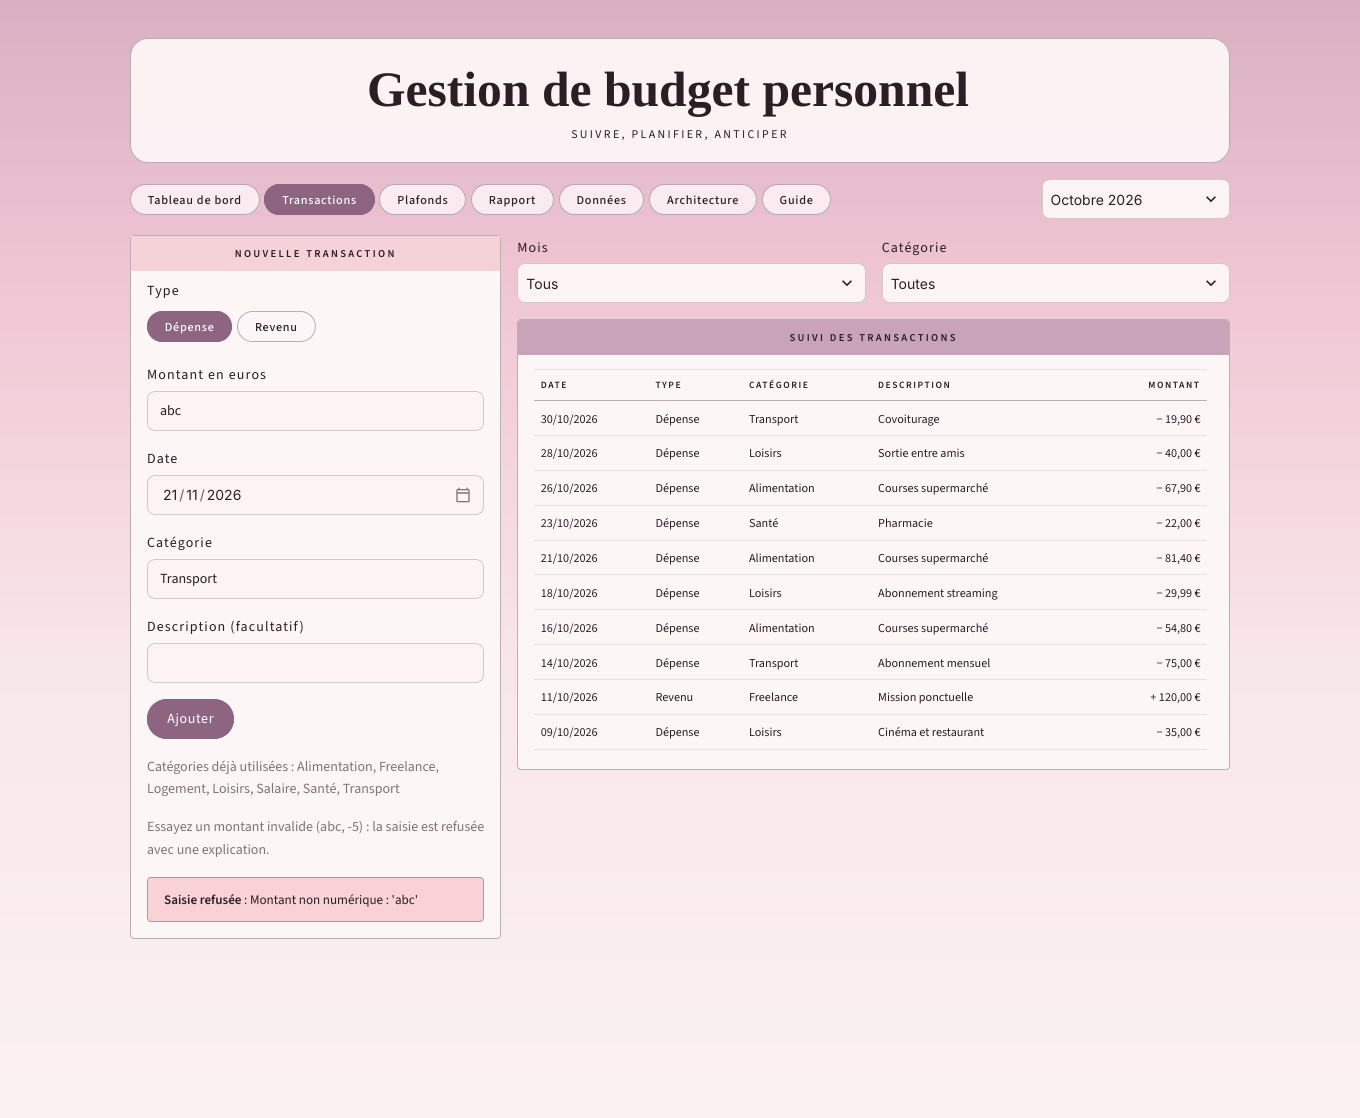 Gestion de budget personnel
SUIVRE, PLANIFIER, ANTICIPER
Tableau de bord Transactions Plafonds Rapport Données Architecture Guide Octobre 2026
NOUVELLE TRANSACTION
Type
Dépense Revenu
Montant en euros
abc
Date
21/11/2026
Catégorie
Transport
Description (facultatif)
Ajouter
Catégories déjà utilisées : Alimentation, Freelance,
Logement, Loisirs, Salaire, Santé, Transport
Essayez un montant invalide (abc, -5) : la saisie est refusée
avec une explication.
Saisie refusée : Montant non numérique : 'abc'
Mois Catégorie
Tous Toutes
SUIVI DES TRANSACTIONS
DATE TYPE CATÉGORIE DESCRIPTION MONTANT
30/10/2026 Dépense Transport Covoiturage − 19,90 €
28/10/2026 Dépense Loisirs Sortie entre amis − 40,00 €
26/10/2026 Dépense Alimentation Courses supermarché − 67,90 €
23/10/2026 Dépense Santé Pharmacie − 22,00 €
21/10/2026 Dépense Alimentation Courses supermarché − 81,40 €
18/10/2026 Dépense Loisirs Abonnement streaming − 29,99 €
16/10/2026 Dépense Alimentation Courses supermarché − 54,80 €
14/10/2026 Dépense Transport Abonnement mensuel − 75,00 €
11/10/2026 Revenu Freelance Mission ponctuelle + 120,00 €
09/10/2026 Dépense Loisirs Cinéma et restaurant − 35,00 €